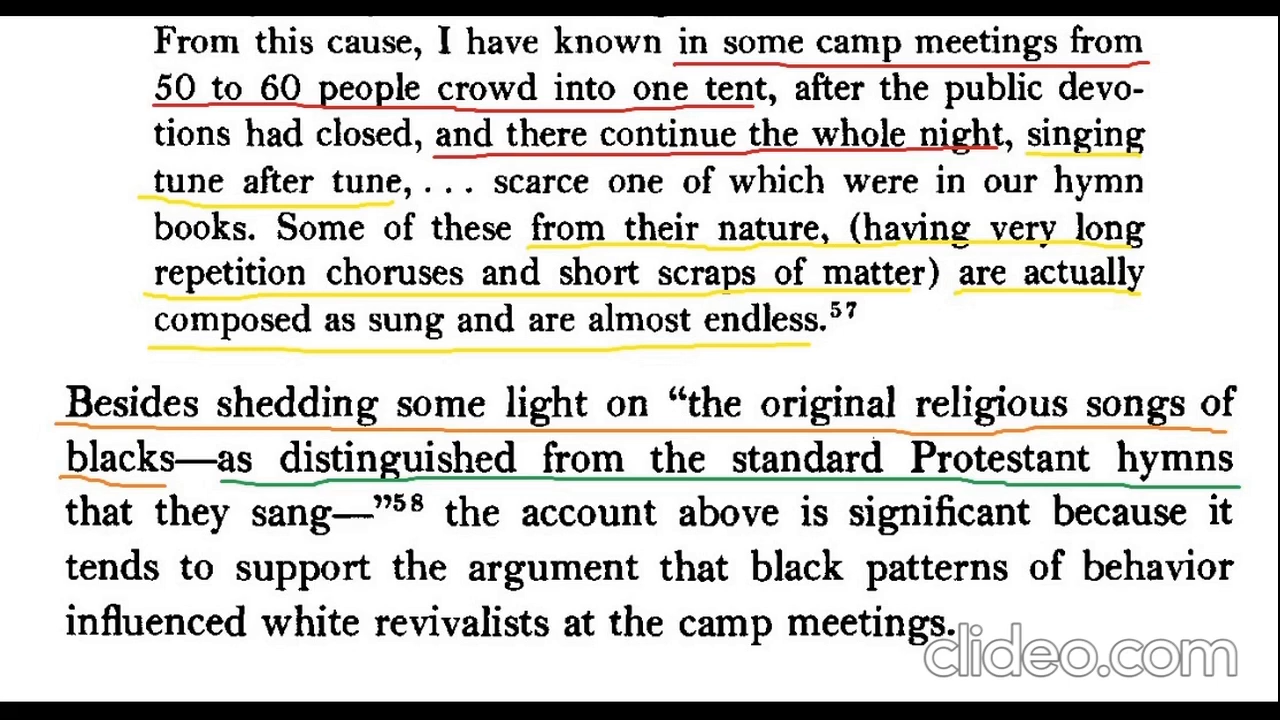 From this cause, I have known in some camp meetings from
50 to 60 people crowd into one tent, after the public devo-
tions had closed, and there continue the whole night, singing
tune after tune, . . . scarce one of which were in our hymn
books. Some of these from their nature, (having very long
repetition choruses and short scraps of matter) are actually
composed as sung and are almost endless.⁵⁷
Besides shedding some light on “the original religious songs of
blacks—as distinguished from the standard Protestant hymns
that they sang—”⁵⁸ the account above is significant because it
tends to support the argument that black patterns of behavior
influenced white revivalists at the camp meetings.
clideo.com